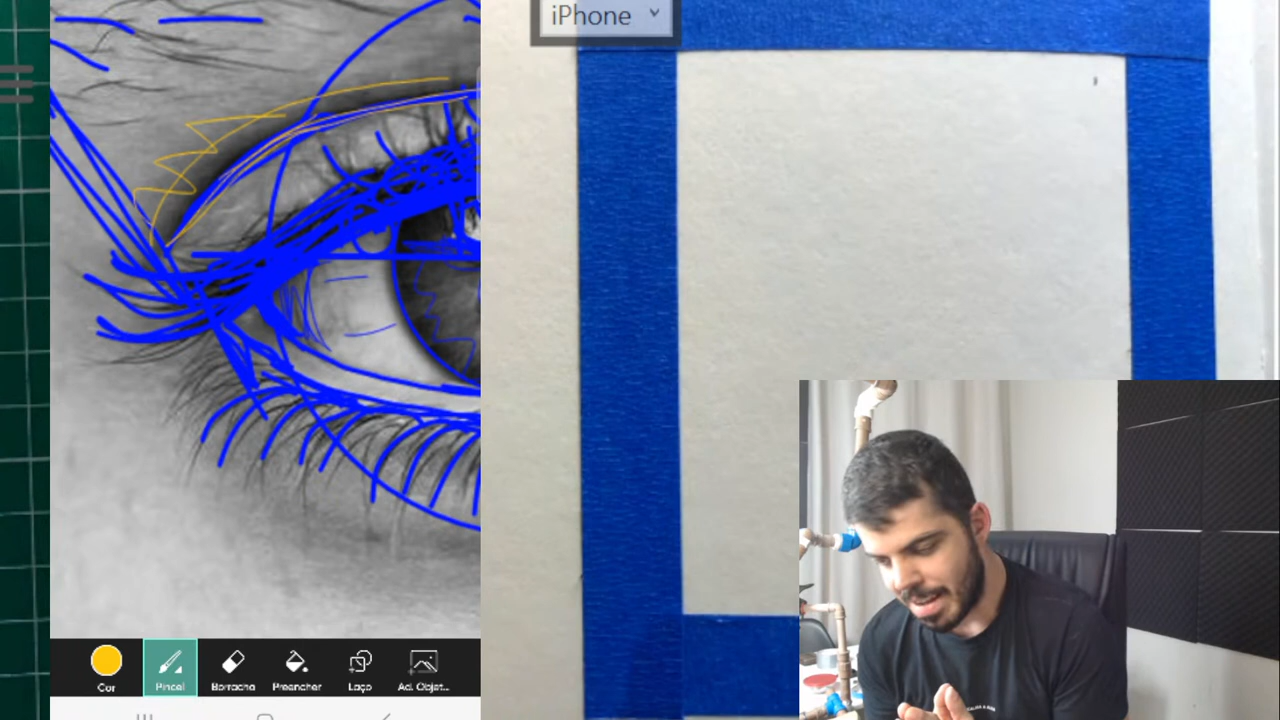 iPhone
Cor
Pincel
Borracha
Preencher
Laço
Ad. Objet...